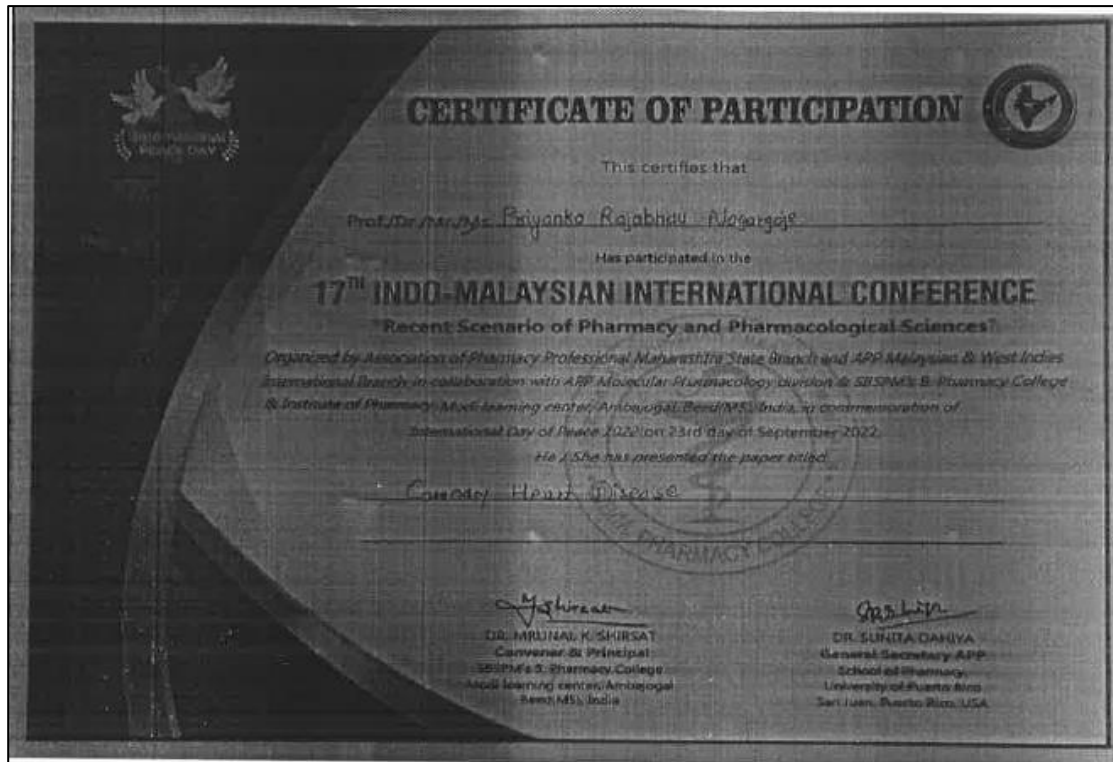 INTERNATIONAL
PEACE DAY
CERTIFICATE OF PARTICIPATION
This certifies that
Prof./Dr./Mr./Ms. Priyanka Rajabhau Nagargoje
Has participated in the
17TH INDO-MALAYSIAN INTERNATIONAL CONFERENCE
"Recent Scenario of Pharmacy and Pharmacological Sciences"
Organized by Association of Pharmacy Professional Maharashtra State Branch and APP Malaysian & West Indies
International Branch in collaboration with APP Molecular Pharmacology division & SBSPM's B. Pharmacy College
& Institute of Pharmacy, Modi learning center, Ambajogai, Beed(MS), India, in commemoration of
International Day of Peace 2022 on 23rd day of September 2022.
He / She has presented the paper titled
Coronary Heart Disease
PHARMACY COLLEGE
DR. MRUNAL K. SHIRSAT
Convener & Principal
SBSPM's B. Pharmacy College
Modi learning center, Ambajogai
Beed(MS), India
DR. SUNITA DAHIYA
General Secretary APP
School of Pharmacy,
University of Puerto Rico
San Juan, Puerto Rico, USA